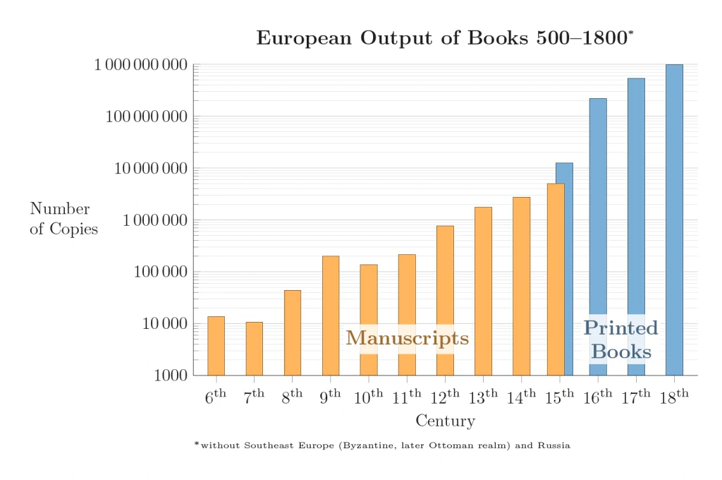 European Output of Books 500–1800*
1 000 000 000
100 000 000
10 000 000
1 000 000
100 000
10 000
1000
Number
of Copies
Manuscripts
Printed
Books
6th 7th 8th 9th 10th 11th 12th 13th 14th 15th 16th 17th 18th
Century
*without Southeast Europe (Byzantine, later Ottoman realm) and Russia